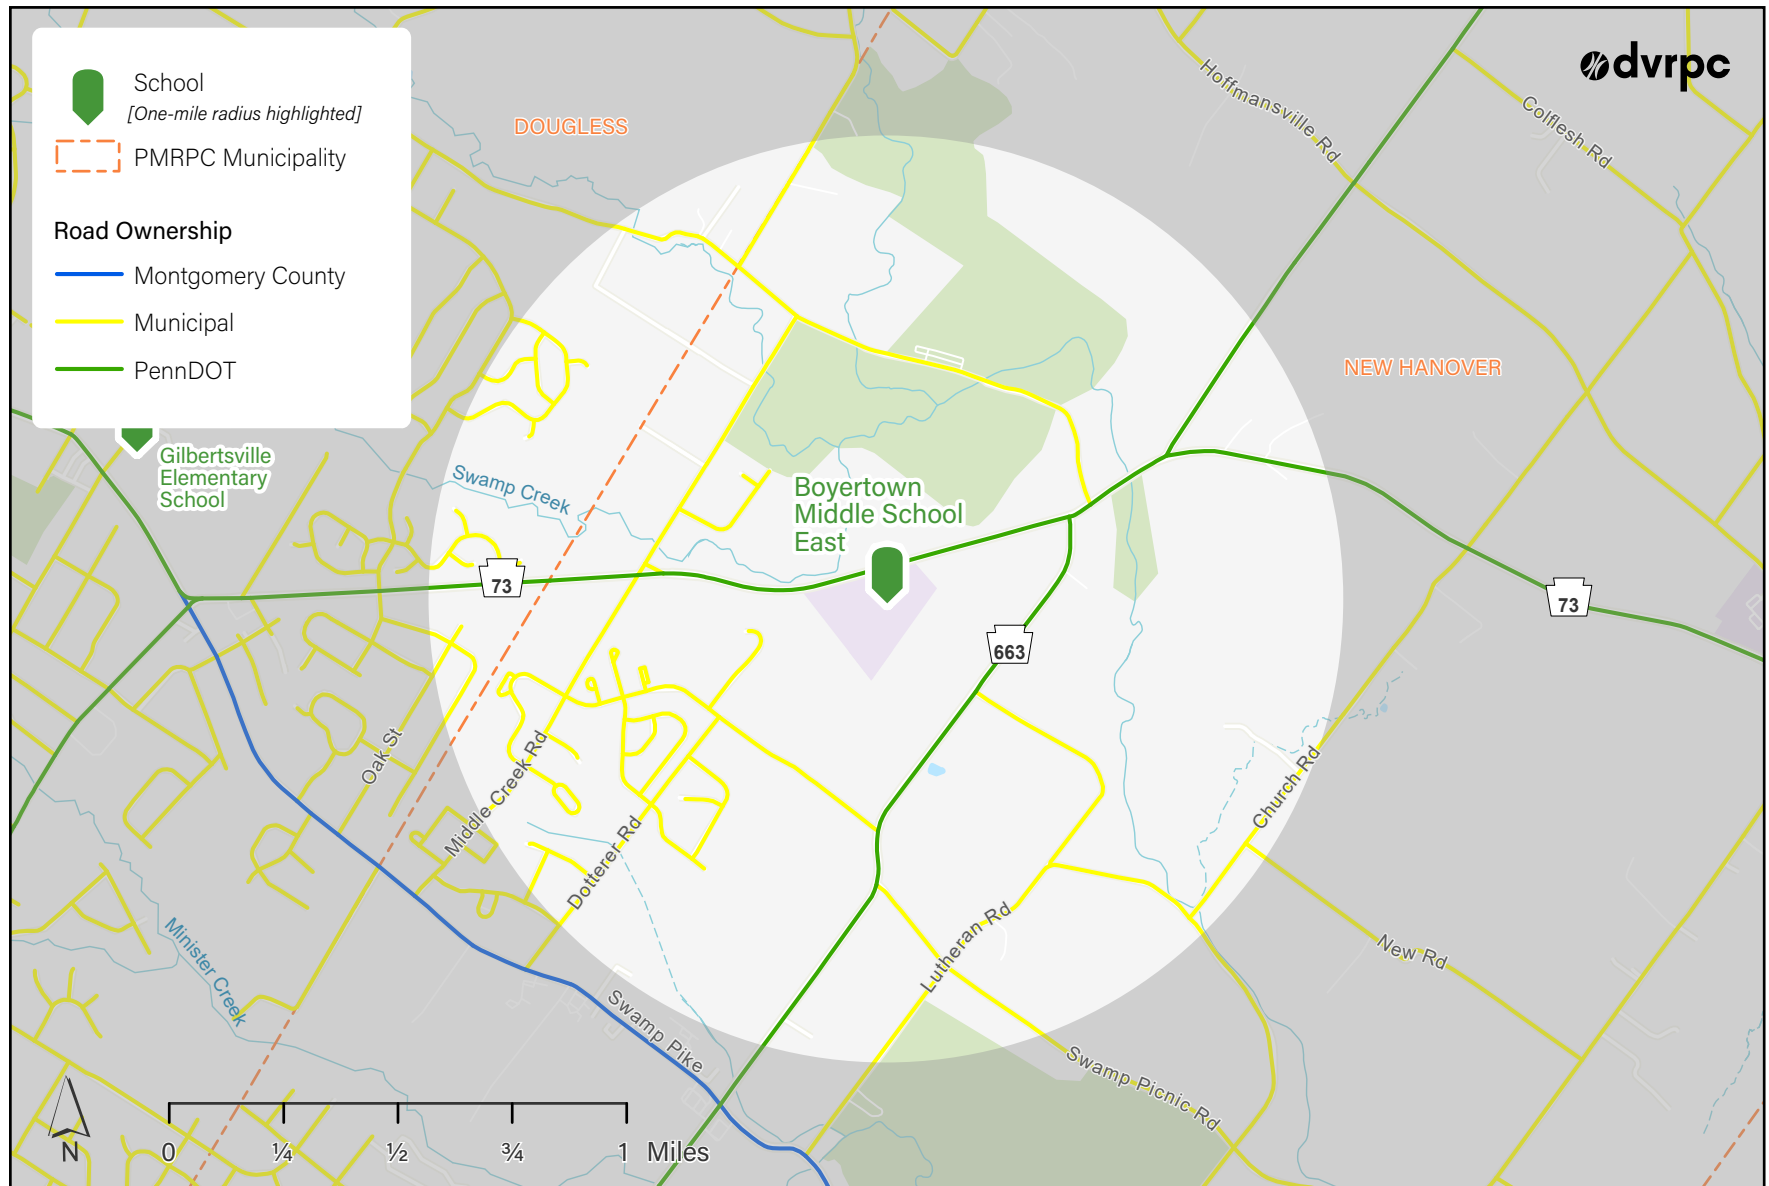 School
[One-mile radius highlighted]
PMRPC Municipality
Road Ownership
Montgomery County
Municipal
PennDOT
dvrpc
DOUGLESS
Hoffmansville Rd
Colflesh Rd
NEW HANOVER
Gilbertsville
Elementary
School
Swamp Creek
Boyertown
Middle School
East
73
73
663
Oak St
Middle Creek Rd
Dotterer Rd
Church Rd
Lutheran Rd
New Rd
Minister Creek
Swamp Pike
Swamp Picnic Rd
N
0 ¼ ½ ¾ 1 Miles